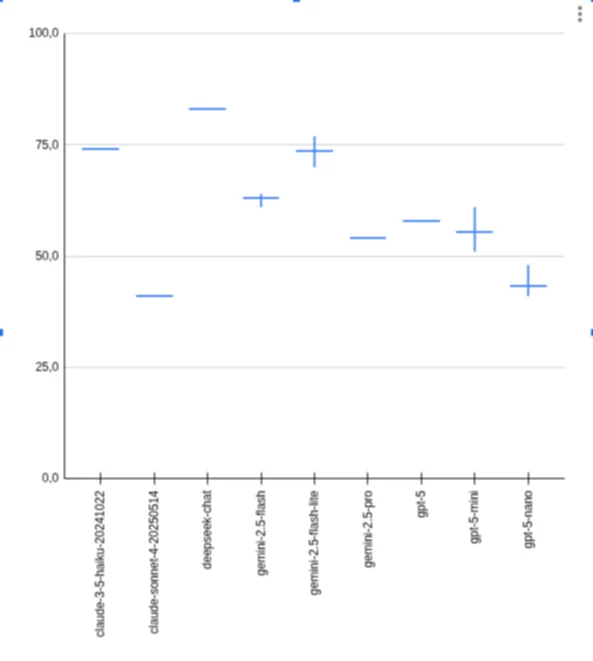 100,0
75,0
50,0
25,0
0,0
claude-3-5-haiku-20241022
claude-sonnet-4-20250514
deepseek-chat
gemini-2.5-flash
gemini-2.5-flash-lite
gemini-2.5-pro
gpt-5
gpt-5-mini
gpt-5-nano